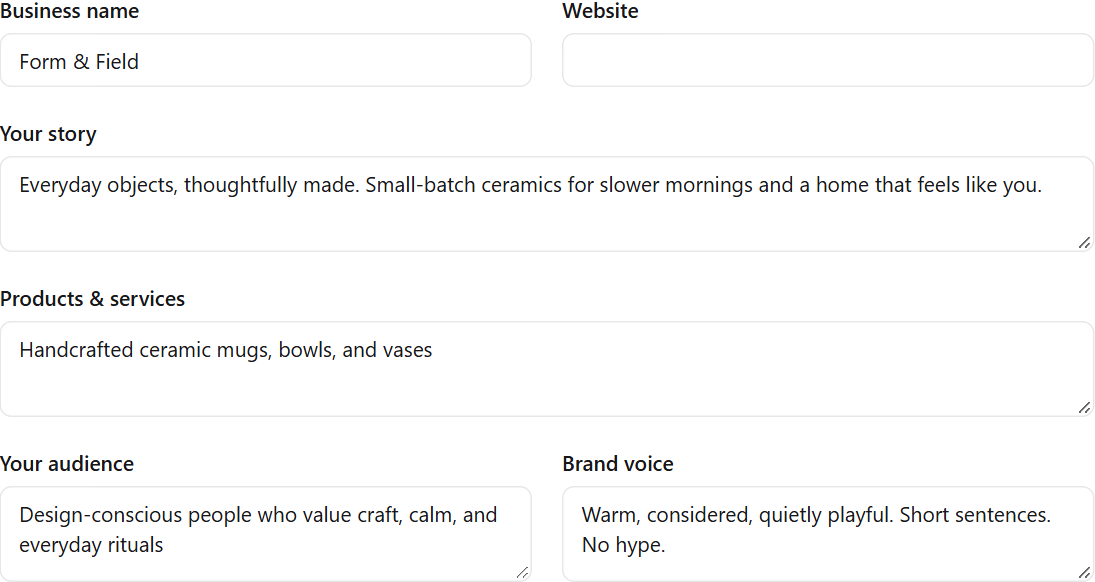 Business name
Website
Form & Field
Your story
Everyday objects, thoughtfully made. Small-batch ceramics for slower mornings and a home that feels like you.
Products & services
Handcrafted ceramic mugs, bowls, and vases
Your audience
Brand voice
Design-conscious people who value craft, calm, and
everyday rituals
Warm, considered, quietly playful. Short sentences.
No hype.